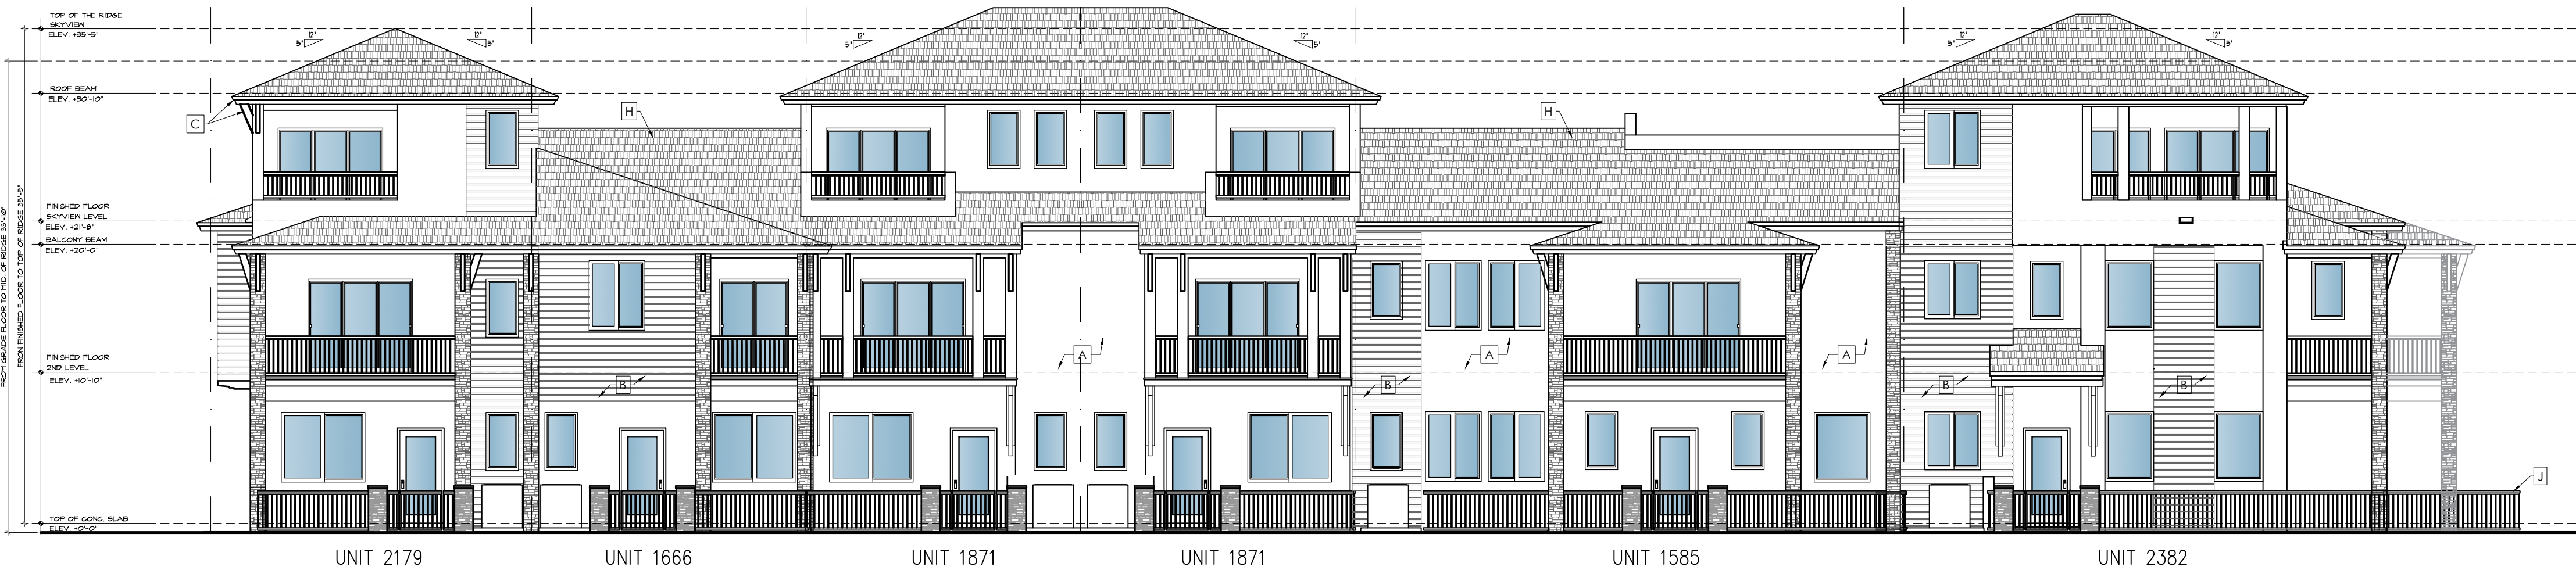 TOP OF THE RIDGE
SKYVIEW
ELEV. +35'-5"
12"
5"
12"
5"
12"
5"
12"
5"
12"
5"
12"
5"
ROOF BEAM
ELEV. +30'-10"
C
H
H
FINISHED FLOOR
SKYVIEW LEVEL
ELEV. +21'-8"
BALCONY BEAM
ELEV. +20'-0"
FROM GRADE FLOOR TO MID. OF RIDGE 33'-10"
FRON FINISHED FLOOR TO TOP OF RIDGE 35'-5"
FINISHED FLOOR
2ND LEVEL
ELEV. +10'-10"
A
A
A
B
B
B
B
J
TOP OF CONC. SLAB
ELEV. +0'-0"
UNIT 2179
UNIT 1666
UNIT 1871
UNIT 1871
UNIT 1585
UNIT 2382